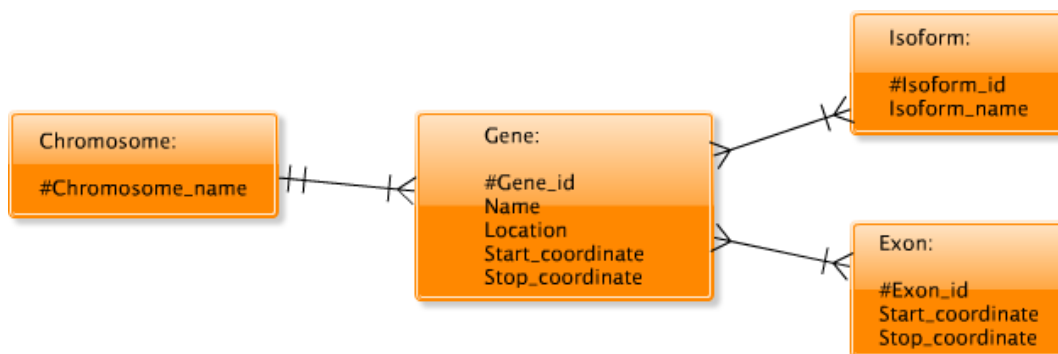 Chromosome:
#Chromosome_name
Gene:
#Gene_id
Name
Location
Start_coordinate
Stop_coordinate
Isoform:
#Isoform_id
Isoform_name
Exon:
#Exon_id
Start_coordinate
Stop_coordinate